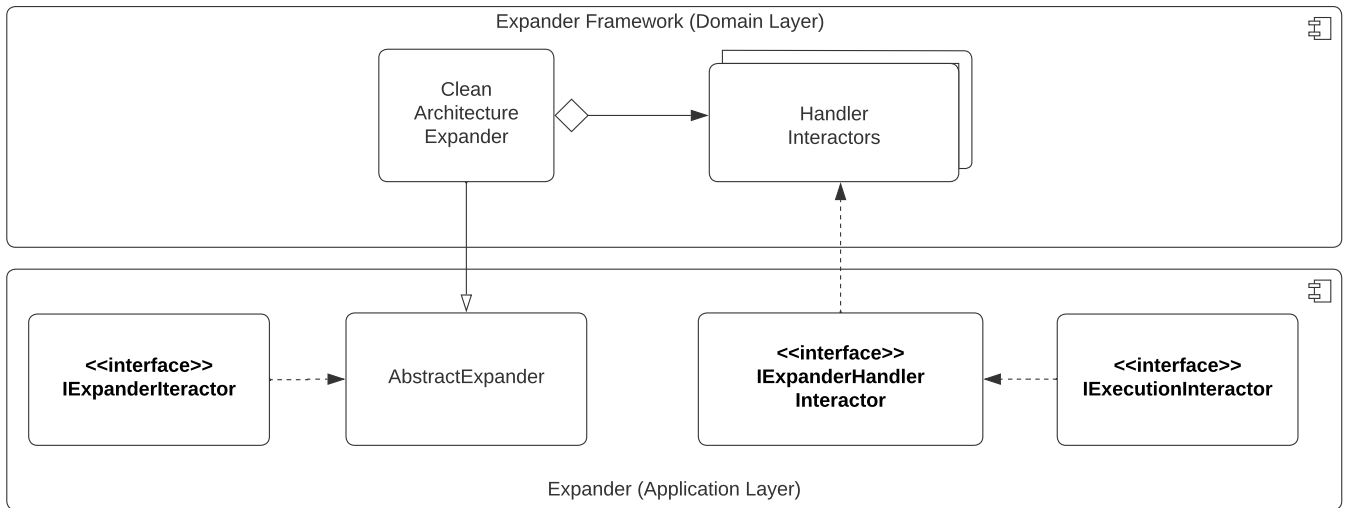 Expander Framework (Domain Layer)
Clean
Architecture
Expander
Handler
Interactors
<<interface>>
IExpanderIteractor
AbstractExpander
<<interface>>
IExpanderHandler
Interactor
<<interface>>
IExecutionInteractor
Expander (Application Layer)